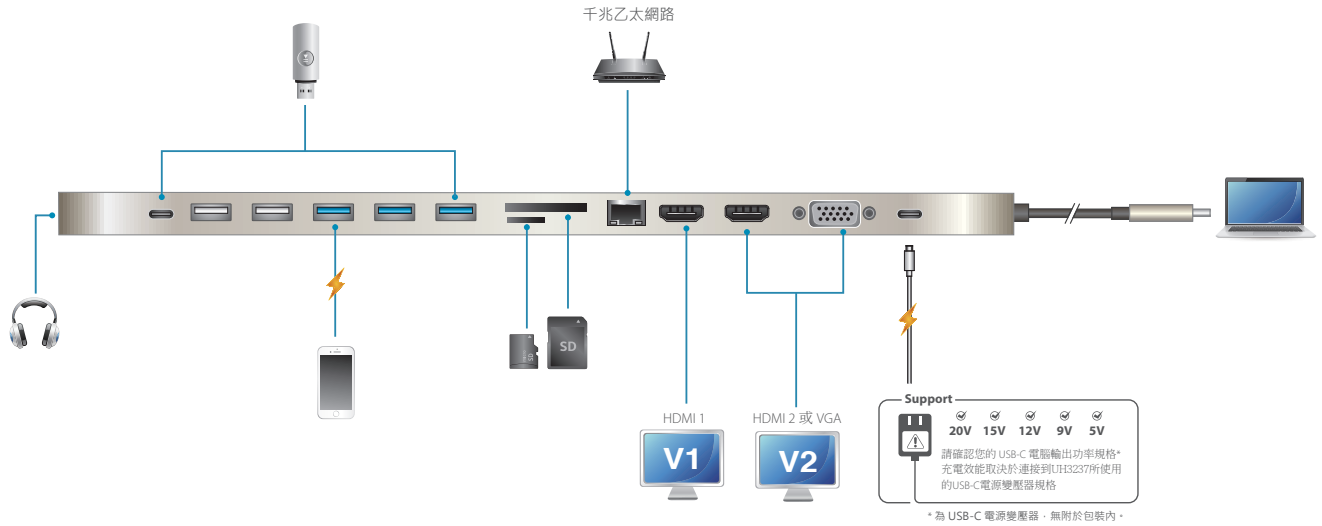 千兆乙太網路
SD
SD
HDMI 1
HDMI 2 或 VGA
V1
V2
Support
20V 15V 12V 9V 5V
請確認您的 USB-C 電腦輸出功率規格*
充電效能取決於連接到UH3237所使用
的USB-C電源變壓器規格
* 為 USB-C 電源變壓器，無附於包裝內。